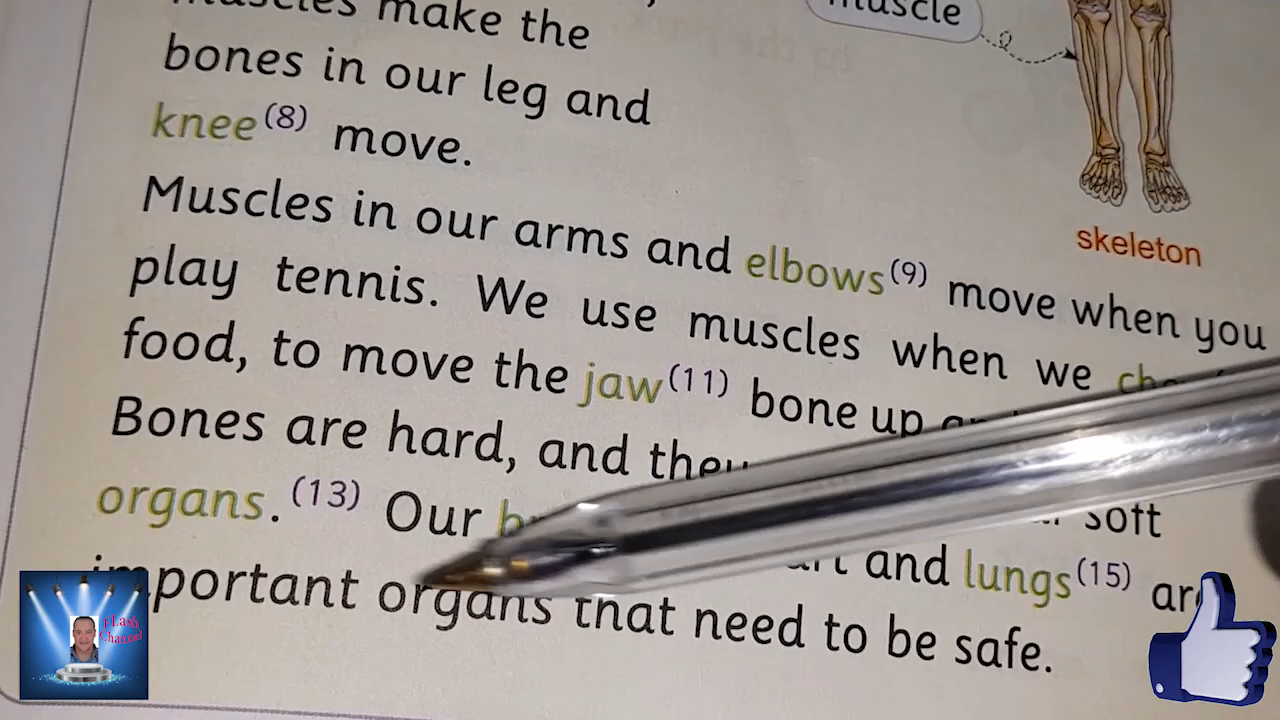 muscles make the
muscle
bones in our leg and
knee(8) move.
skeleton
Muscles in our arms and elbows(9) move when you
play tennis. We use muscles when we
food, to move the jaw(11) bone up
Bones are hard, and they
soft
organs.(13) Our
and lungs(15) are
important organs that need to be safe.
Flash
Channel